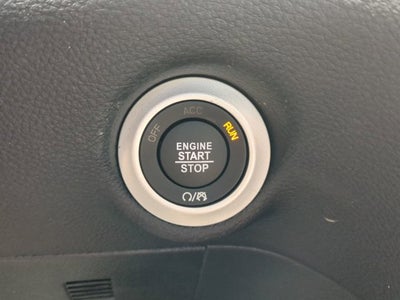 OFF ACC RUN
ENGINE
START
STOP